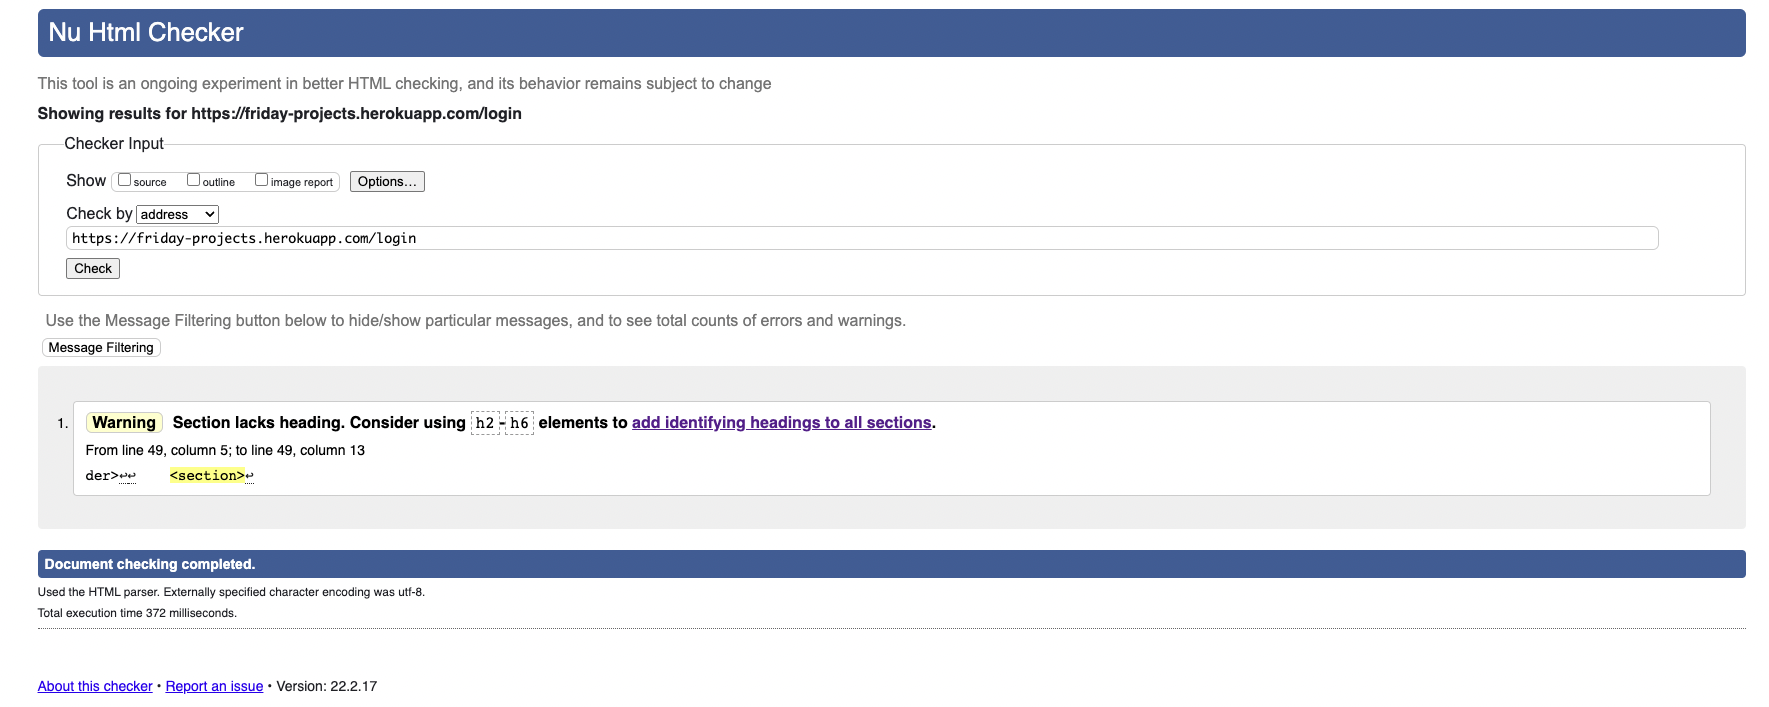 Nu Html Checker
This tool is an ongoing experiment in better HTML checking, and its behavior remains subject to change
Showing results for https://friday-projects.herokuapp.com/login
Checker Input
Show source outline image report Options...
Check by address
https://friday-projects.herokuapp.com/login
Check
Use the Message Filtering button below to hide/show particular messages, and to see total counts of errors and warnings.
Message Filtering
1. Warning Section lacks heading. Consider using h2-h6 elements to add identifying headings to all sections.
From line 49, column 5; to line 49, column 13
der>↩↩ <section>↩
Document checking completed.
Used the HTML parser. Externally specified character encoding was utf-8.
Total execution time 372 milliseconds.
About this checker • Report an issue • Version: 22.2.17